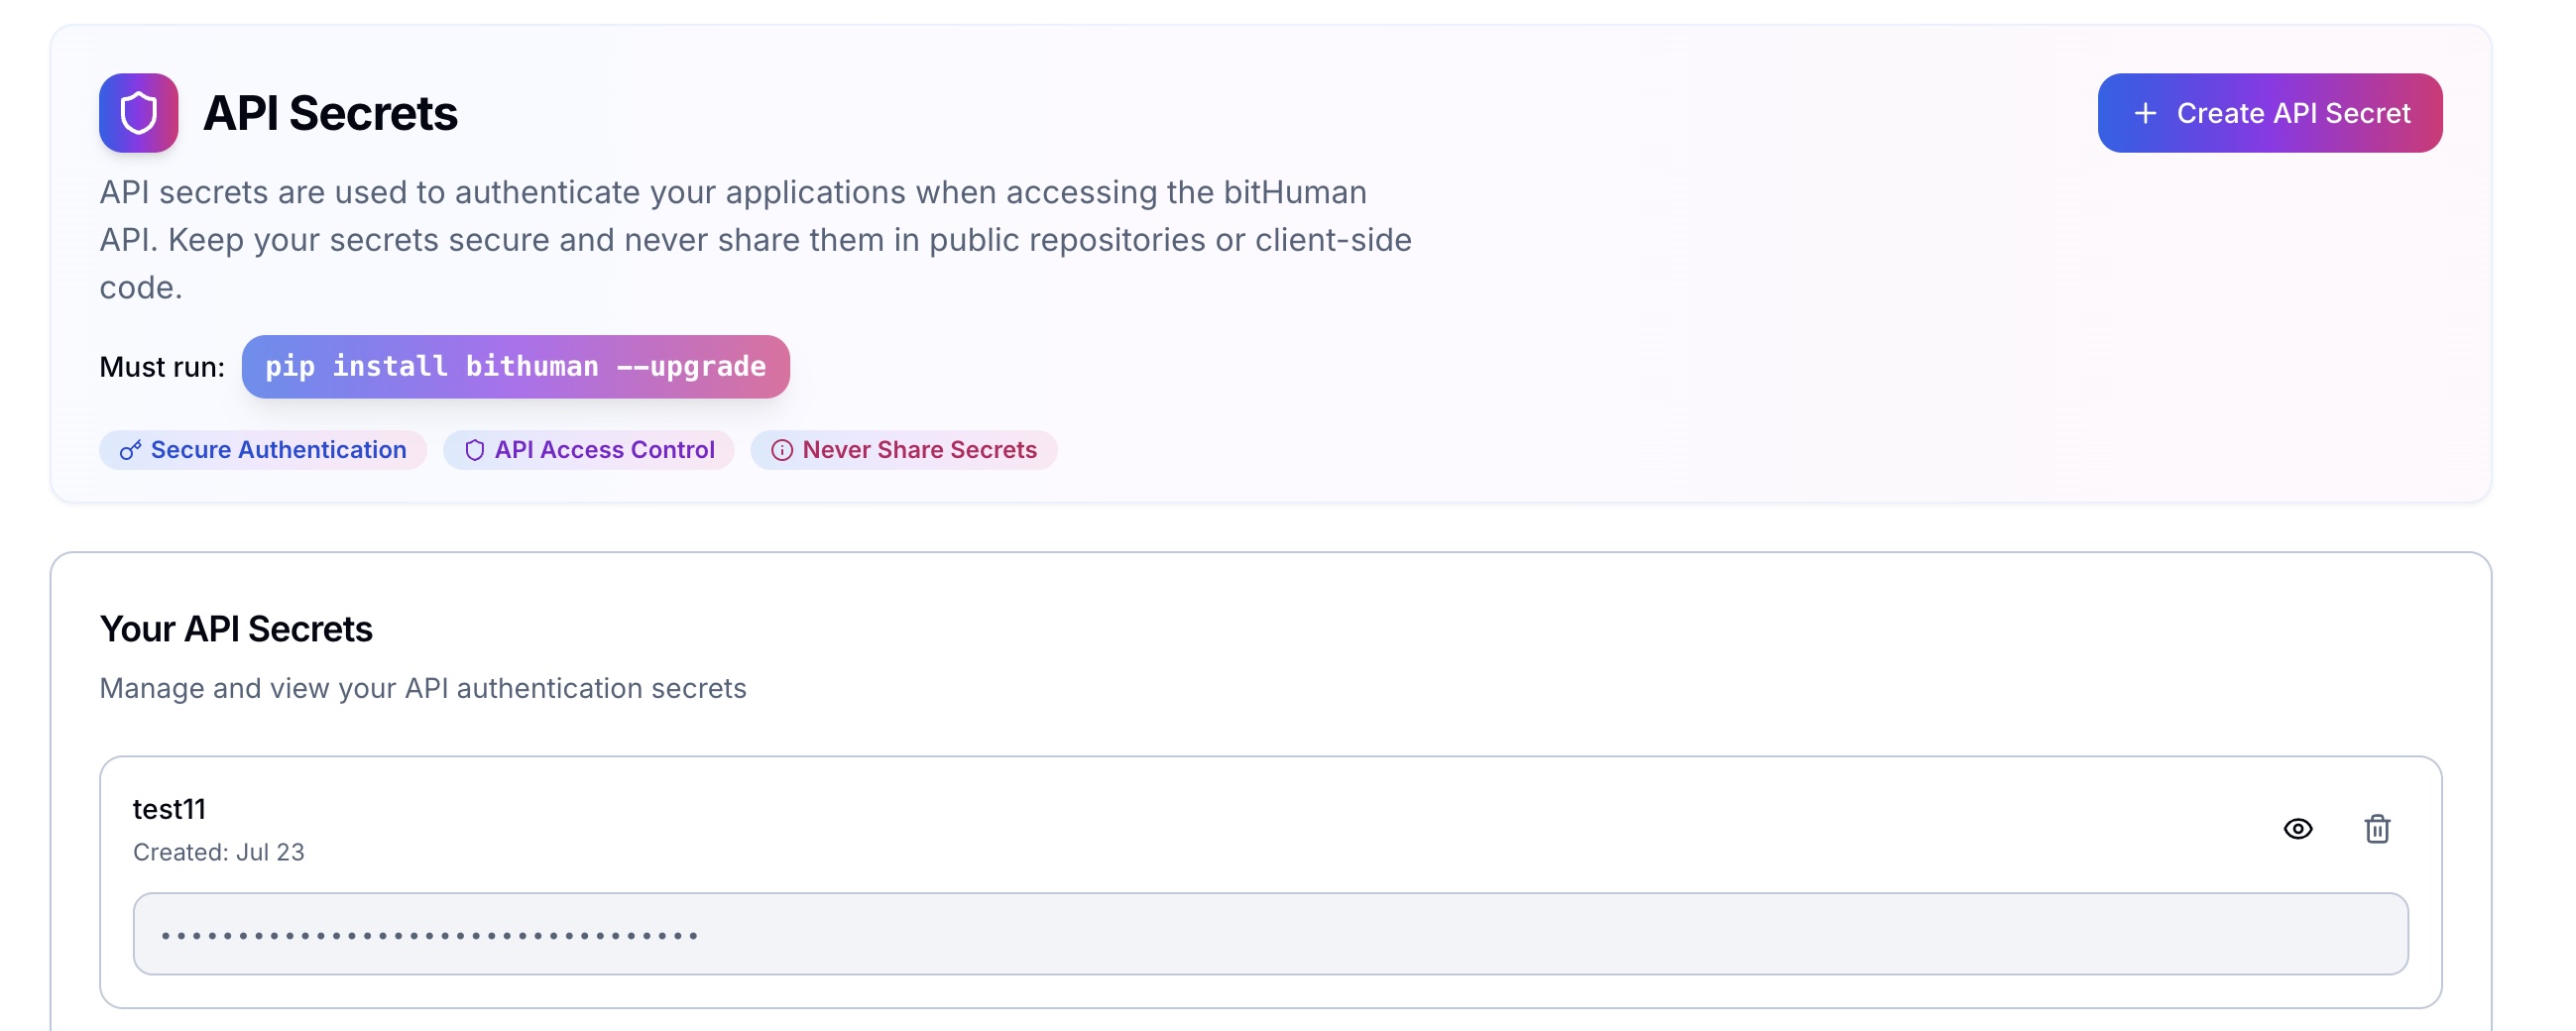 API Secrets
Create API Secret
API secrets are used to authenticate your applications when accessing the bitHuman
API. Keep your secrets secure and never share them in public repositories or client-side
code.
Must run: pip install bithuman --upgrade
Secure Authentication API Access Control Never Share Secrets
Your API Secrets
Manage and view your API authentication secrets
test11
Created: Jul 23
•••••••••••••••••••••••••••••••••••